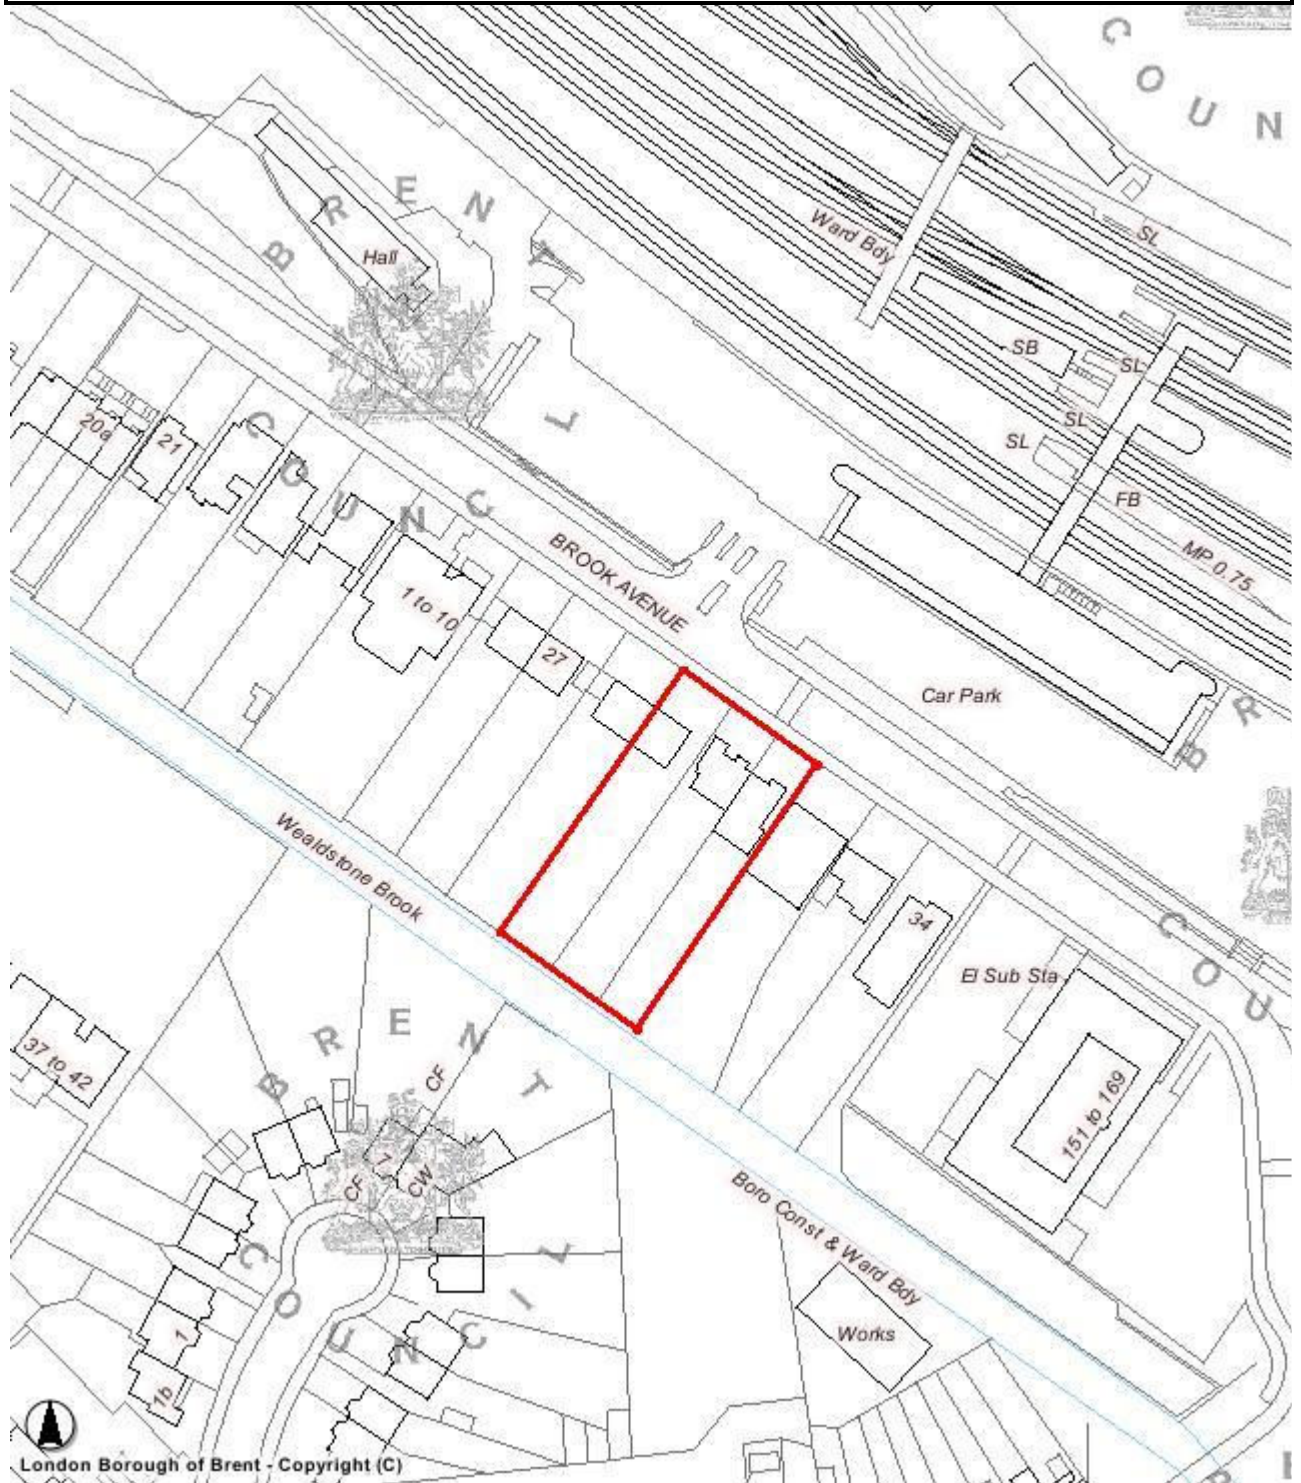 Ward Bdy
SL
Hall
SB
SL
SL
SL
20a
21
FB
MP 0.75
1 to 10
BROOK AVENUE
27
Car Park
Wealdstone Brook
34
El Sub Sta
37 to 42
CF
151 to 169
7
CF
CW
Boro Const & Ward Bdy
1
Works
1b
BRENT
COUNCIL
BRENT
COUNCIL
COUN
BR
COU
London Borough of Brent - Copyright (C)